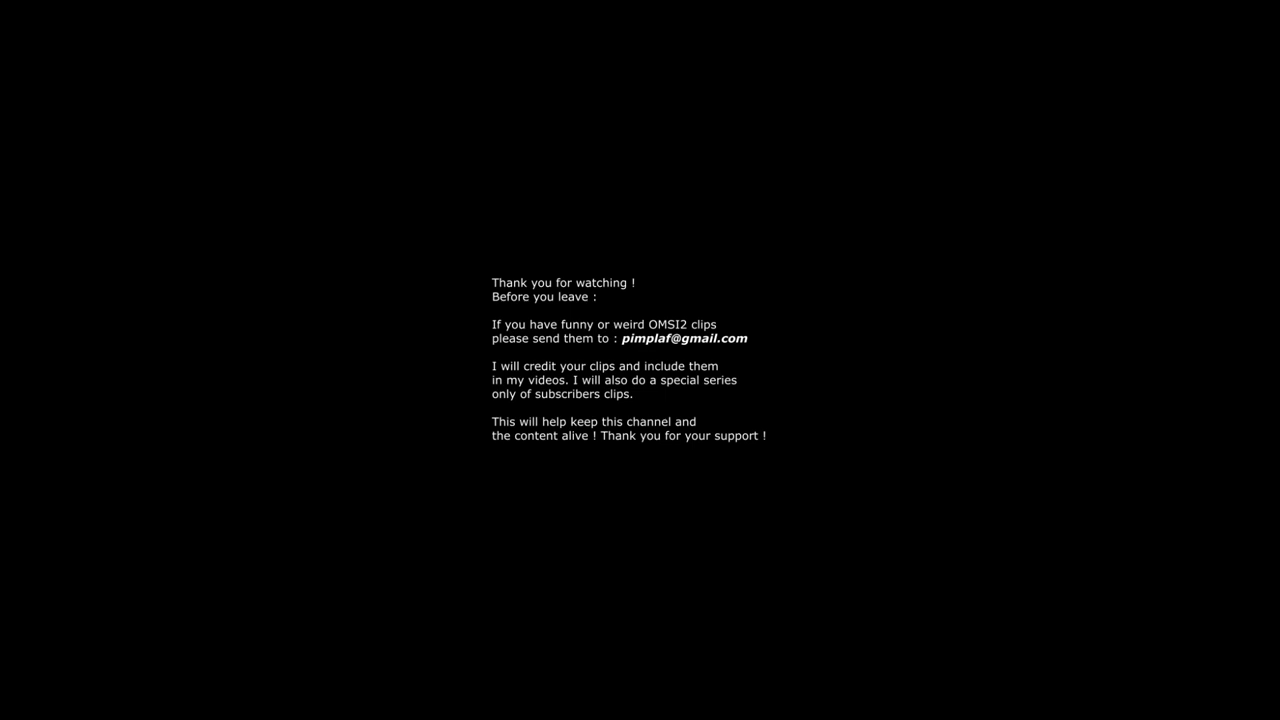 Thank you for watching !
Before you leave :
If you have funny or weird OMSI2 clips
please send them to : pimplaf@gmail.com
I will credit your clips and include them
in my videos. I will also do a special series
only of subscribers clips.
This will help keep this channel and
the content alive ! Thank you for your support !